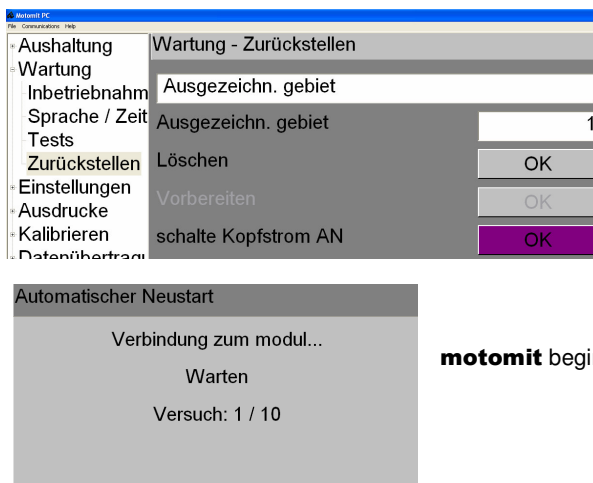 Motomit PC
File Communications Help
Aushaltung
Wartung
Inbetriebnahm
Sprache / Zeit
Tests
Zurückstellen
Einstellungen
Ausdrucke
Kalibrieren
Datenübertragu
Wartung - Zurückstellen
Ausgezeichn. gebiet
Ausgezeichn. gebiet 1
Löschen OK
Vorbereiten OK
schalte Kopfstrom AN OK
Automatischer Neustart
Verbindung zum modul...
Warten
Versuch: 1 / 10
motomit begi